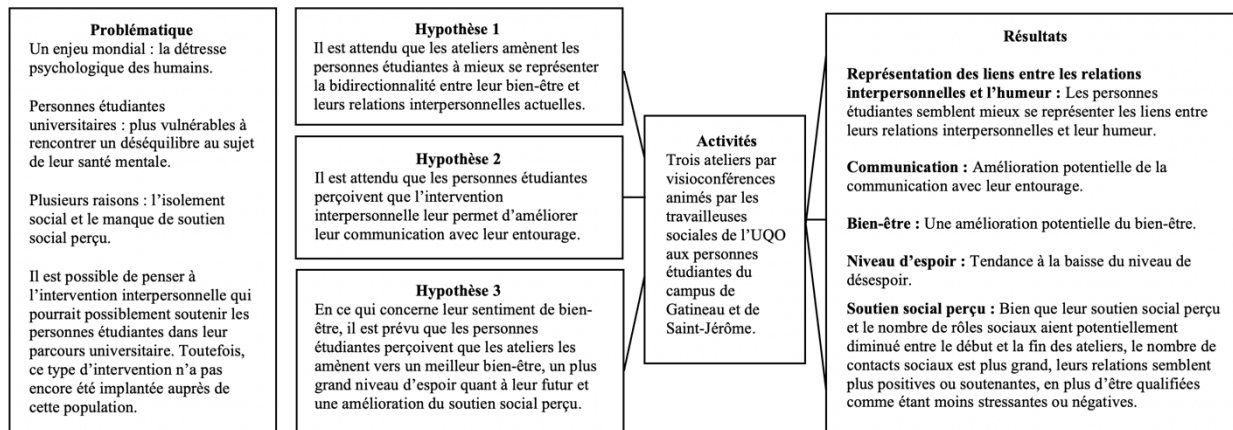 Problématique
Un enjeu mondial : la détresse
psychologique des humains.
Personnes étudiantes
universitaires : plus vulnérables à
rencontrer un déséquilibre au sujet
de leur santé mentale.
Plusieurs raisons : l’isolement
social et le manque de soutien
social perçu.
Il est possible de penser à
l’intervention interpersonnelle qui
pourrait possiblement soutenir les
personnes étudiantes dans leur
parcours universitaire. Toutefois,
ce type d’intervention n’a pas
encore été implantée auprès de
cette population.
Hypothèse 1
Il est attendu que les ateliers amènent les
personnes étudiantes à mieux se représenter
la bidirectionnalité entre leur bien-être et
leurs relations interpersonnelles actuelles.
Hypothèse 2
Il est attendu que les personnes étudiantes
perçoivent que l’intervention
interpersonnelle leur permet d’améliorer
leur communication avec leur entourage.
Hypothèse 3
En ce qui concerne leur sentiment de bien-
être, il est prévu que les personnes
étudiantes perçoivent que les ateliers les
amènent vers un meilleur bien-être, un plus
grand niveau d’espoir quant à leur futur et
une amélioration du soutien social perçu.
Activités
Trois ateliers par
visioconférences
animés par les
travailleuses
sociales de l’UQO
aux personnes
étudiantes du
campus de
Gatineau et de
Saint-Jérôme.
Résultats
Représentation des liens entre les relations
interpersonnelles et l’humeur : Les personnes
étudiantes semblent mieux se représenter les liens entre
leurs relations interpersonnelles et leur humeur.
Communication : Amélioration potentielle de la
communication avec leur entourage.
Bien-être : Une amélioration potentielle du bien-être.
Niveau d’espoir : Tendance à la baisse du niveau de
désespoir.
Soutien social perçu : Bien que leur soutien social perçu
et le nombre de rôles sociaux aient potentiellement
diminué entre le début et la fin des ateliers, le nombre de
contacts sociaux est plus grand, leurs relations semblent
plus positives ou soutenantes, en plus d’être qualifiées
comme étant moins stressantes ou négatives.